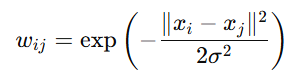 w_{ij} = \exp\left(-\frac{\|x_i - x_j\|^2}{2\sigma^2}\right)